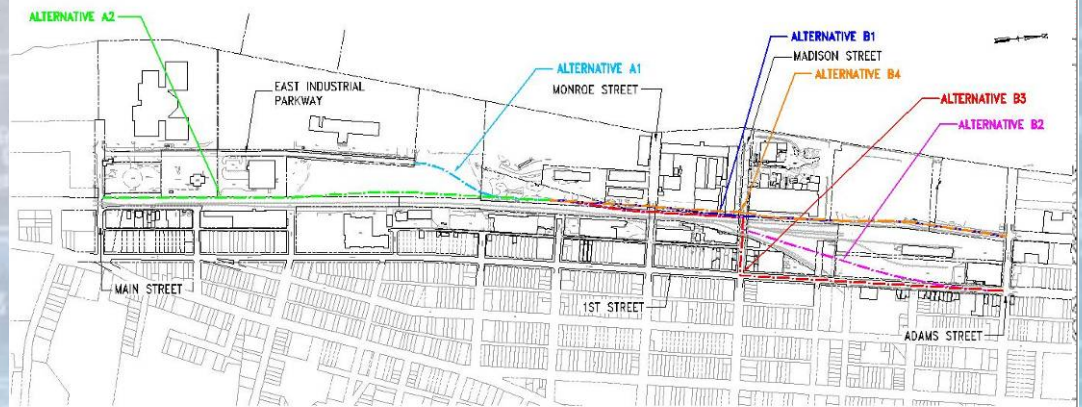 ALTERNATIVE A2
ALTERNATIVE B1
MADISON STREET
ALTERNATIVE A1
ALTERNATIVE B4
EAST INDUSTRIAL
PARKWAY
MONROE STREET
ALTERNATIVE B3
ALTERNATIVE B2
MAIN STREET
1ST STREET
ADAMS STREET